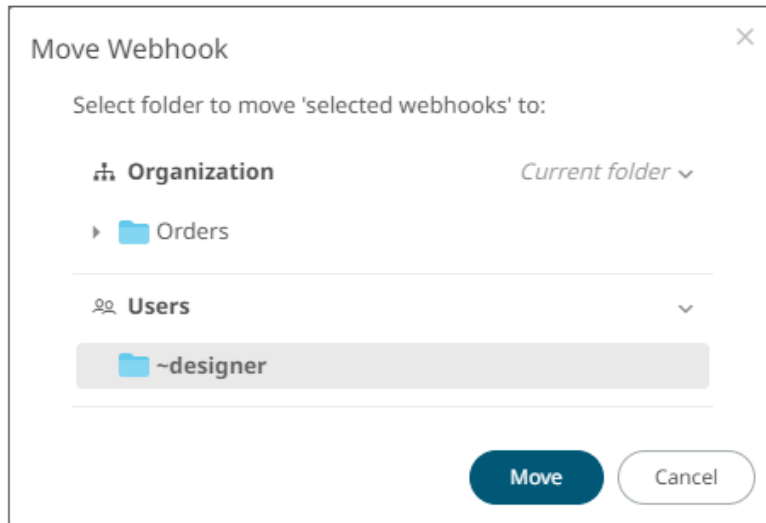 Move Webhook
Select folder to move 'selected webhooks' to:
Organization Current folder
Orders
Users
~designer
Move Cancel